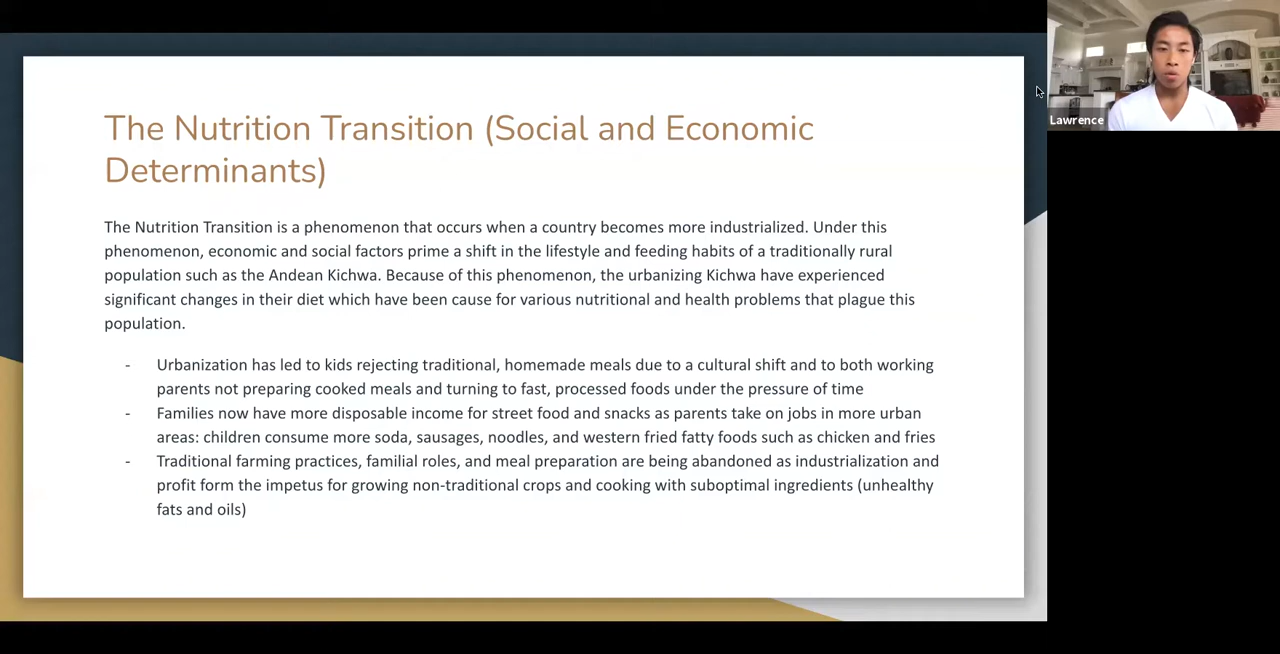 The Nutrition Transition (Social and Economic
Determinants)
The Nutrition Transition is a phenomenon that occurs when a country becomes more industrialized. Under this
phenomenon, economic and social factors prime a shift in the lifestyle and feeding habits of a traditionally rural
population such as the Andean Kichwa. Because of this phenomenon, the urbanizing Kichwa have experienced
significant changes in their diet which have been cause for various nutritional and health problems that plague this
population.
- Urbanization has led to kids rejecting traditional, homemade meals due to a cultural shift and to both working
parents not preparing cooked meals and turning to fast, processed foods under the pressure of time
- Families now have more disposable income for street food and snacks as parents take on jobs in more urban
areas: children consume more soda, sausages, noodles, and western fried fatty foods such as chicken and fries
- Traditional farming practices, familial roles, and meal preparation are being abandoned as industrialization and
profit form the impetus for growing non-traditional crops and cooking with suboptimal ingredients (unhealthy
fats and oils)
Lawrence